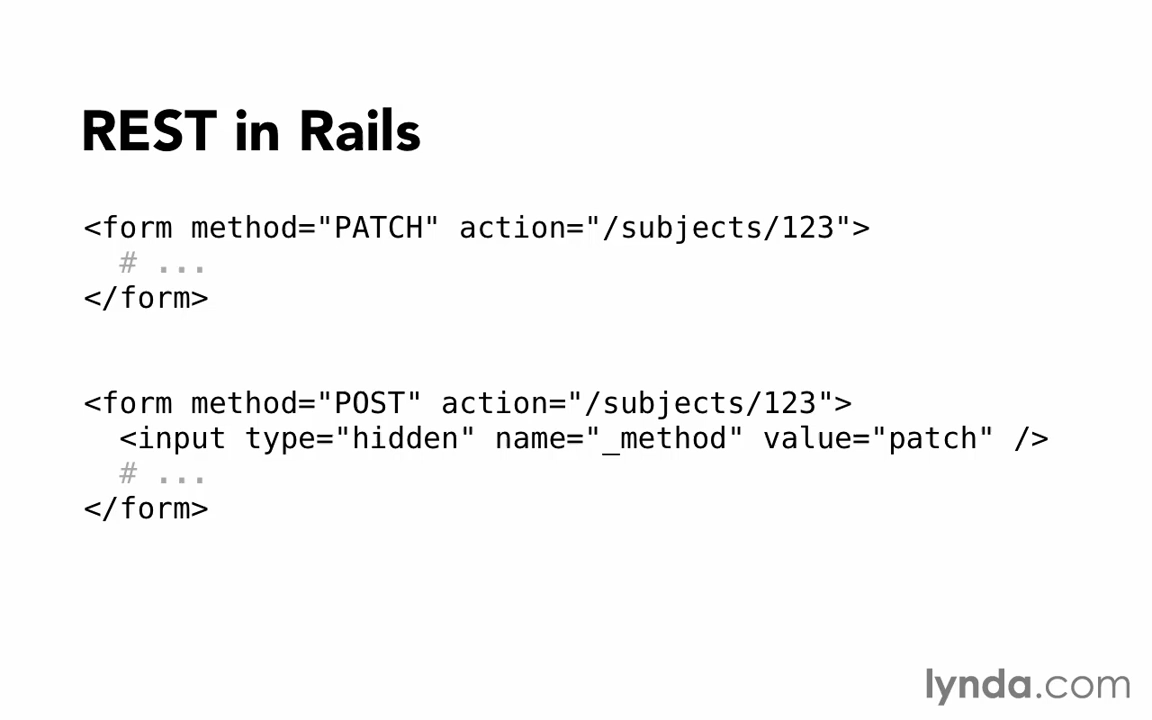 REST in Rails
<form method="PATCH" action="/subjects/123">
  # ...
</form>
<form method="POST" action="/subjects/123">
  <input type="hidden" name="_method" value="patch" />
  # ...
</form>
lynda.com